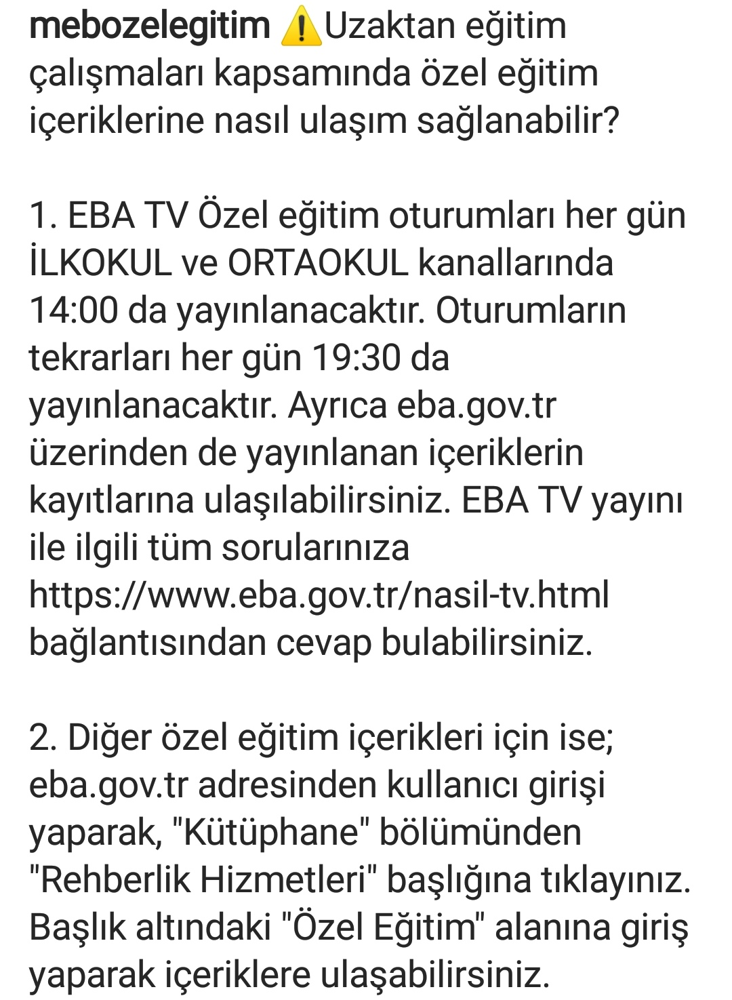 mebozelegitim ⚠️Uzaktan eğitim
çalışmaları kapsamında özel eğitim
içeriklerine nasıl ulaşım sağlanabilir?
1. EBA TV Özel eğitim oturumları her gün
İLKOKUL ve ORTAOKUL kanallarında
14:00 da yayınlanacaktır. Oturumların
tekrarları her gün 19:30 da
yayınlanacaktır. Ayrıca eba.gov.tr
üzerinden de yayınlanan içeriklerin
kayıtlarına ulaşılabilirsiniz. EBA TV yayını
ile ilgili tüm sorularınıza
https://www.eba.gov.tr/nasil-tv.html
bağlantısından cevap bulabilirsiniz.
2. Diğer özel eğitim içerikleri için ise;
eba.gov.tr adresinden kullanıcı girişi
yaparak, "Kütüphane" bölümünden
"Rehberlik Hizmetleri" başlığına tıklayınız.
Başlık altındaki "Özel Eğitim" alanına giriş
yaparak içeriklere ulaşabilirsiniz.